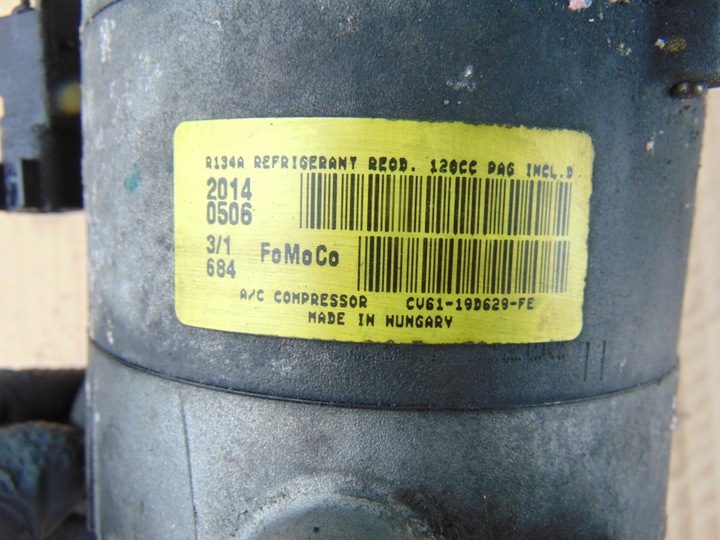 R134A REFRIGERANT REQD. 120CC PAG INCL.D
2014
0506
3/1
684
FoMoCo
A/C COMPRESSOR CV61-19D629-FE
MADE IN HUNGARY